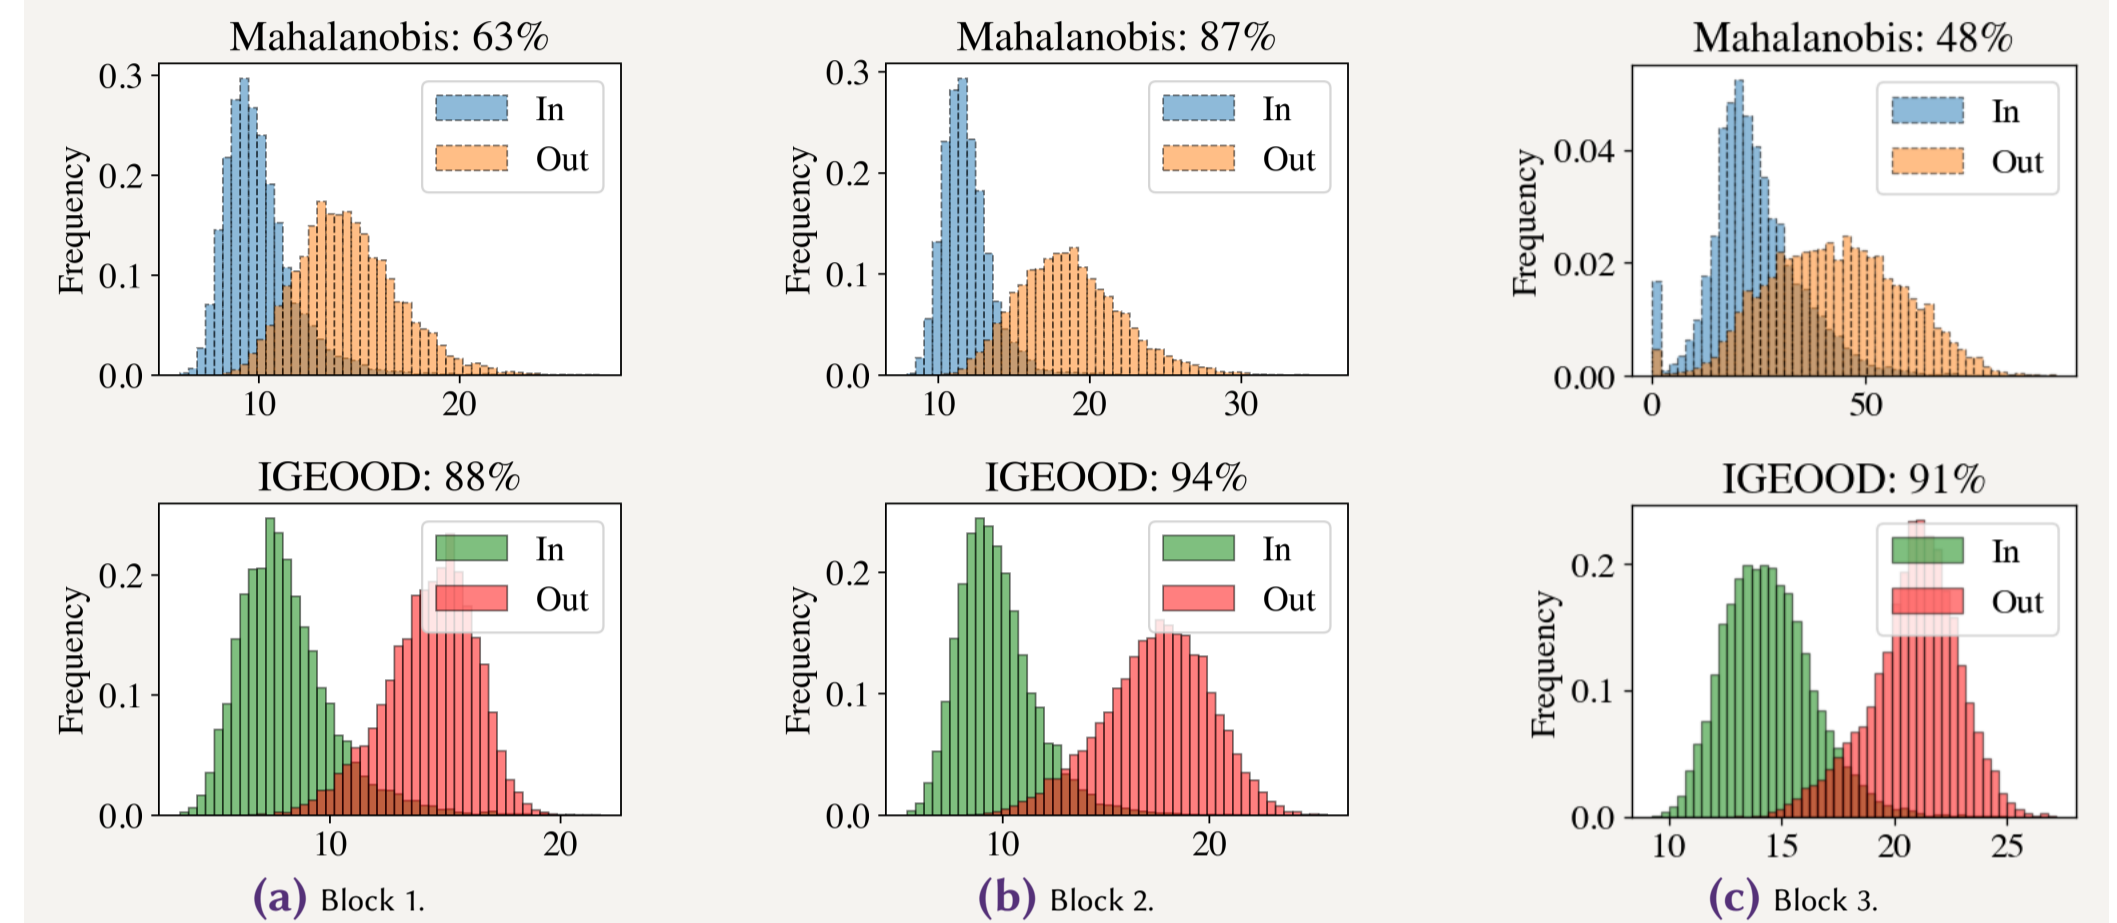 Mahalanobis: 63%
Frequency
0.3
0.2
0.1
0.0
10 20
In
Out
Mahalanobis: 87%
Frequency
0.3
0.2
0.1
0.0
10 20 30
In
Out
Mahalanobis: 48%
Frequency
0.04
0.02
0.00
0 50
In
Out
IGEOOD: 88%
Frequency
0.2
0.1
0.0
10 20
In
Out
(a) Block 1.
IGEOOD: 94%
Frequency
0.2
0.1
0.0
10 20
In
Out
(b) Block 2.
IGEOOD: 91%
Frequency
0.2
0.1
0.0
10 15 20 25
In
Out
(c) Block 3.